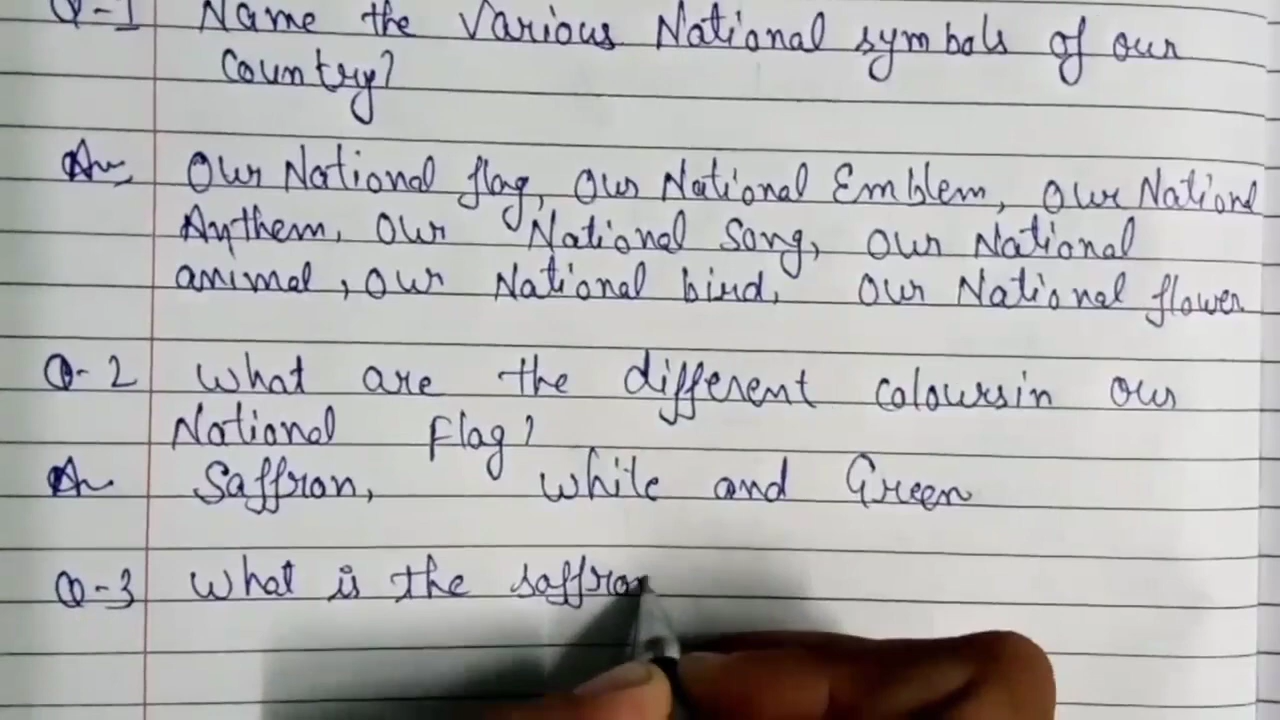 Q-1 Name the Various National symbols of our
Country?
Ans Our National flag, Our National Emblem, Our National
Anthem, Our National Song, Our National
animal, Our National bird, Our National flower
Q-2 What are the different coloursin our
National Flag?
An Saffron, White and Green
Q-3 What is the saffron